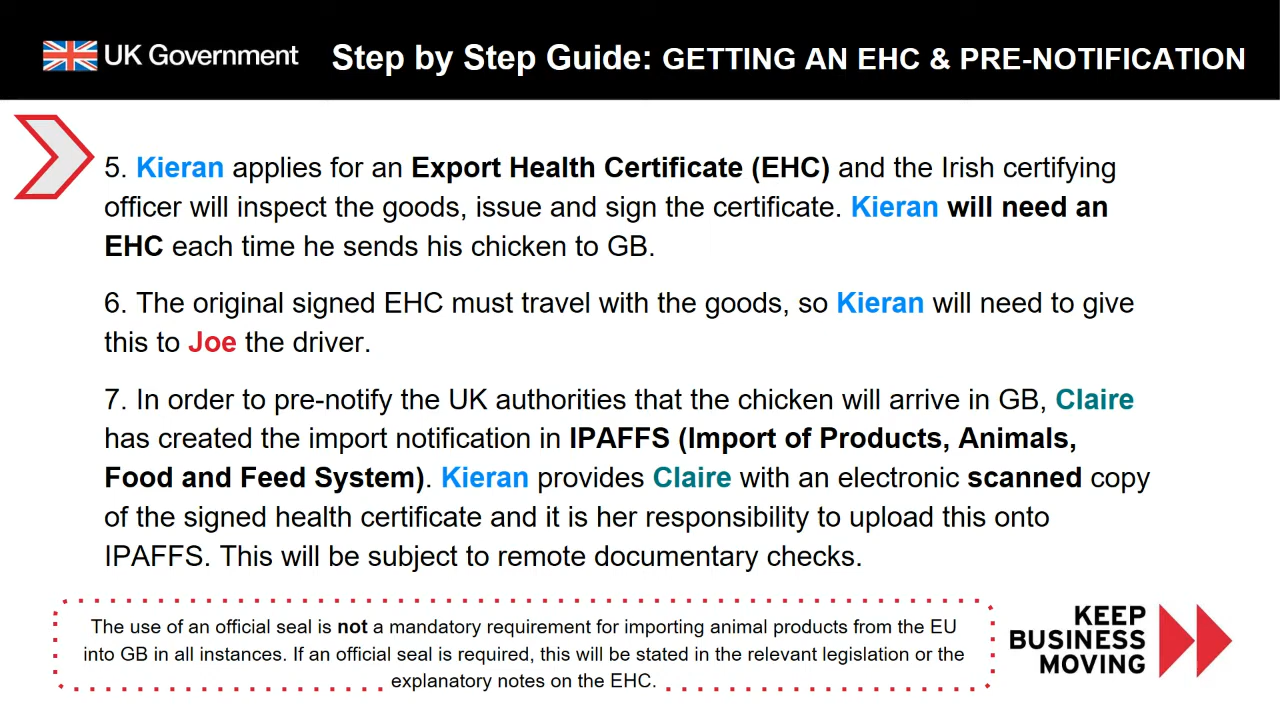 UK Government
Step by Step Guide: GETTING AN EHC & PRE-NOTIFICATION
5. Kieran applies for an Export Health Certificate (EHC) and the Irish certifying
officer will inspect the goods, issue and sign the certificate. Kieran will need an
EHC each time he sends his chicken to GB.
6. The original signed EHC must travel with the goods, so Kieran will need to give
this to Joe the driver.
7. In order to pre-notify the UK authorities that the chicken will arrive in GB, Claire
has created the import notification in IPAFFS (Import of Products, Animals,
Food and Feed System). Kieran provides Claire with an electronic scanned copy
of the signed health certificate and it is her responsibility to upload this onto
IPAFFS. This will be subject to remote documentary checks.
The use of an official seal is not a mandatory requirement for importing animal products from the EU
into GB in all instances. If an official seal is required, this will be stated in the relevant legislation or the
explanatory notes on the EHC.
KEEP
BUSINESS
MOVING